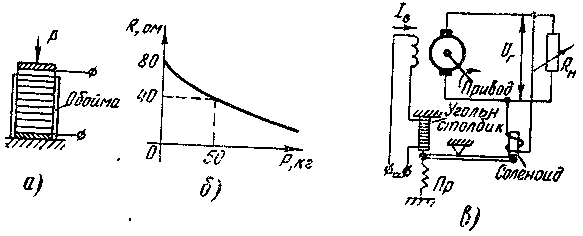 P
Обойма
а)
R, ом
80
40
0
50
P, кг
б)
Iв
Uг
Rн
Привод
Угольн
столбик
Соленоид
Пр
в)